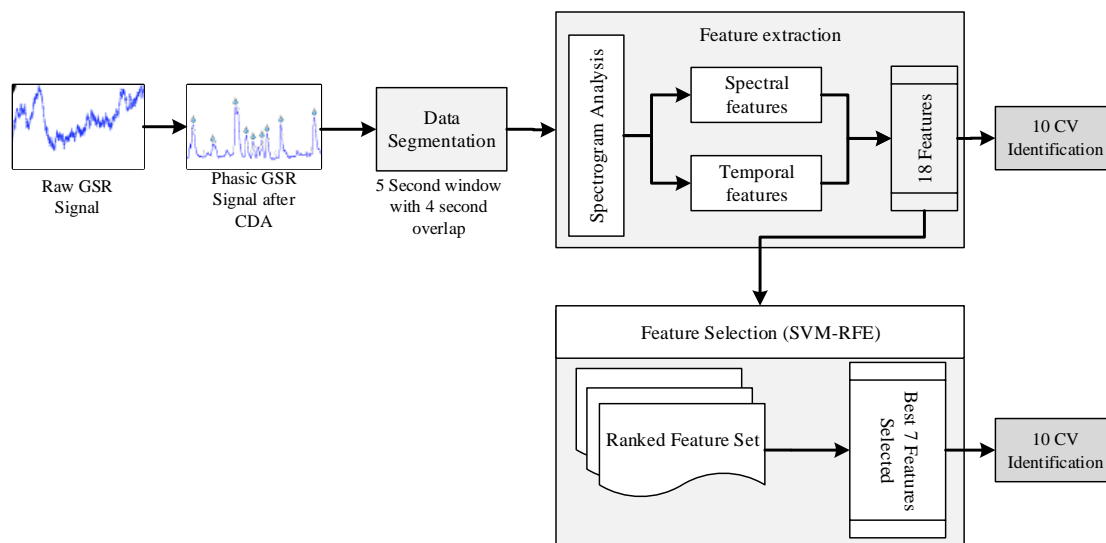 Raw GSR
Signal
Phasic GSR
Signal after
CDA
Data
Segmentation
5 Second window
with 4 second
overlap
Feature extraction
Spectrogram Analysis
Spectral
features
Temporal
features
18 Features
10 CV
Identification
Feature Selection (SVM-RFE)
Ranked Feature Set
Best 7 Features
Selected
10 CV
Identification